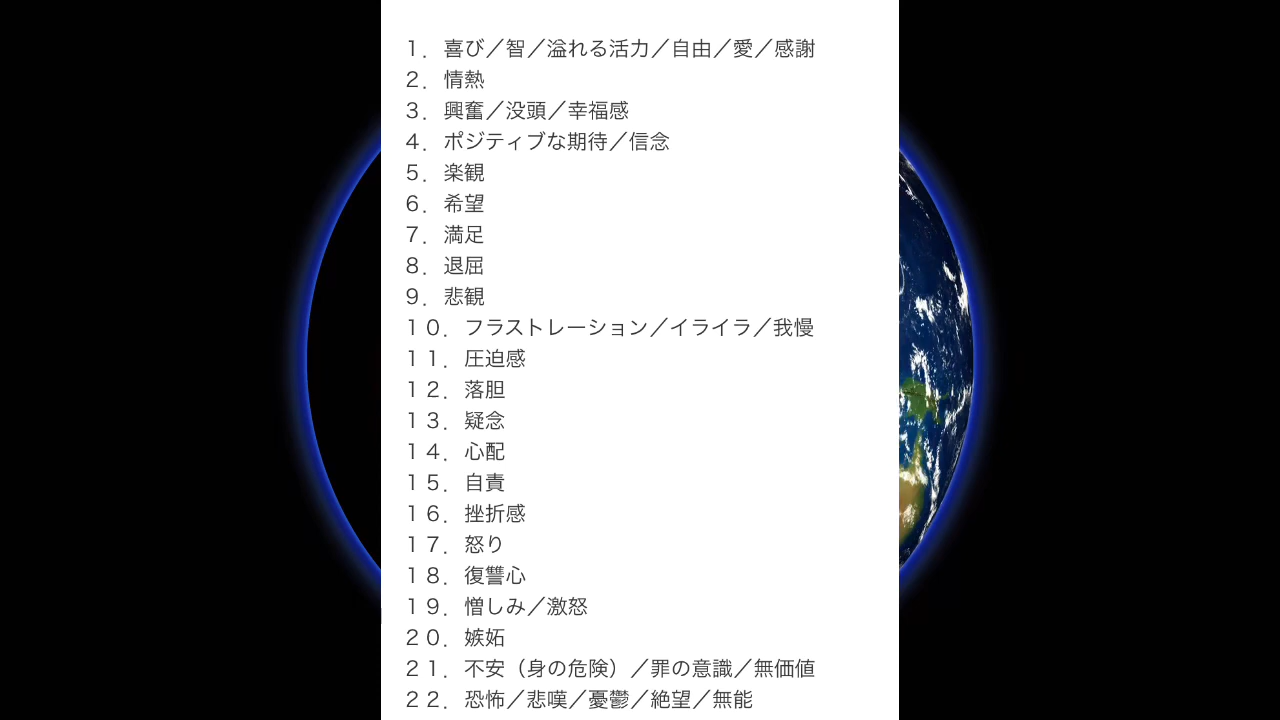 １．喜び／智／溢れる活力／自由／愛／感謝
２．情熱
３．興奮／没頭／幸福感
４．ポジティブな期待／信念
５．楽観
６．希望
７．満足
８．退屈
９．悲観
１０．フラストレーション／イライラ／我慢
１１．圧迫感
１２．落胆
１３．疑念
１４．心配
１５．自責
１６．挫折感
１７．怒り
１８．復讐心
１９．憎しみ／激怒
２０．嫉妬
２１．不安（身の危険）／罪の意識／無価値
２２．恐怖／悲嘆／憂鬱／絶望／無能